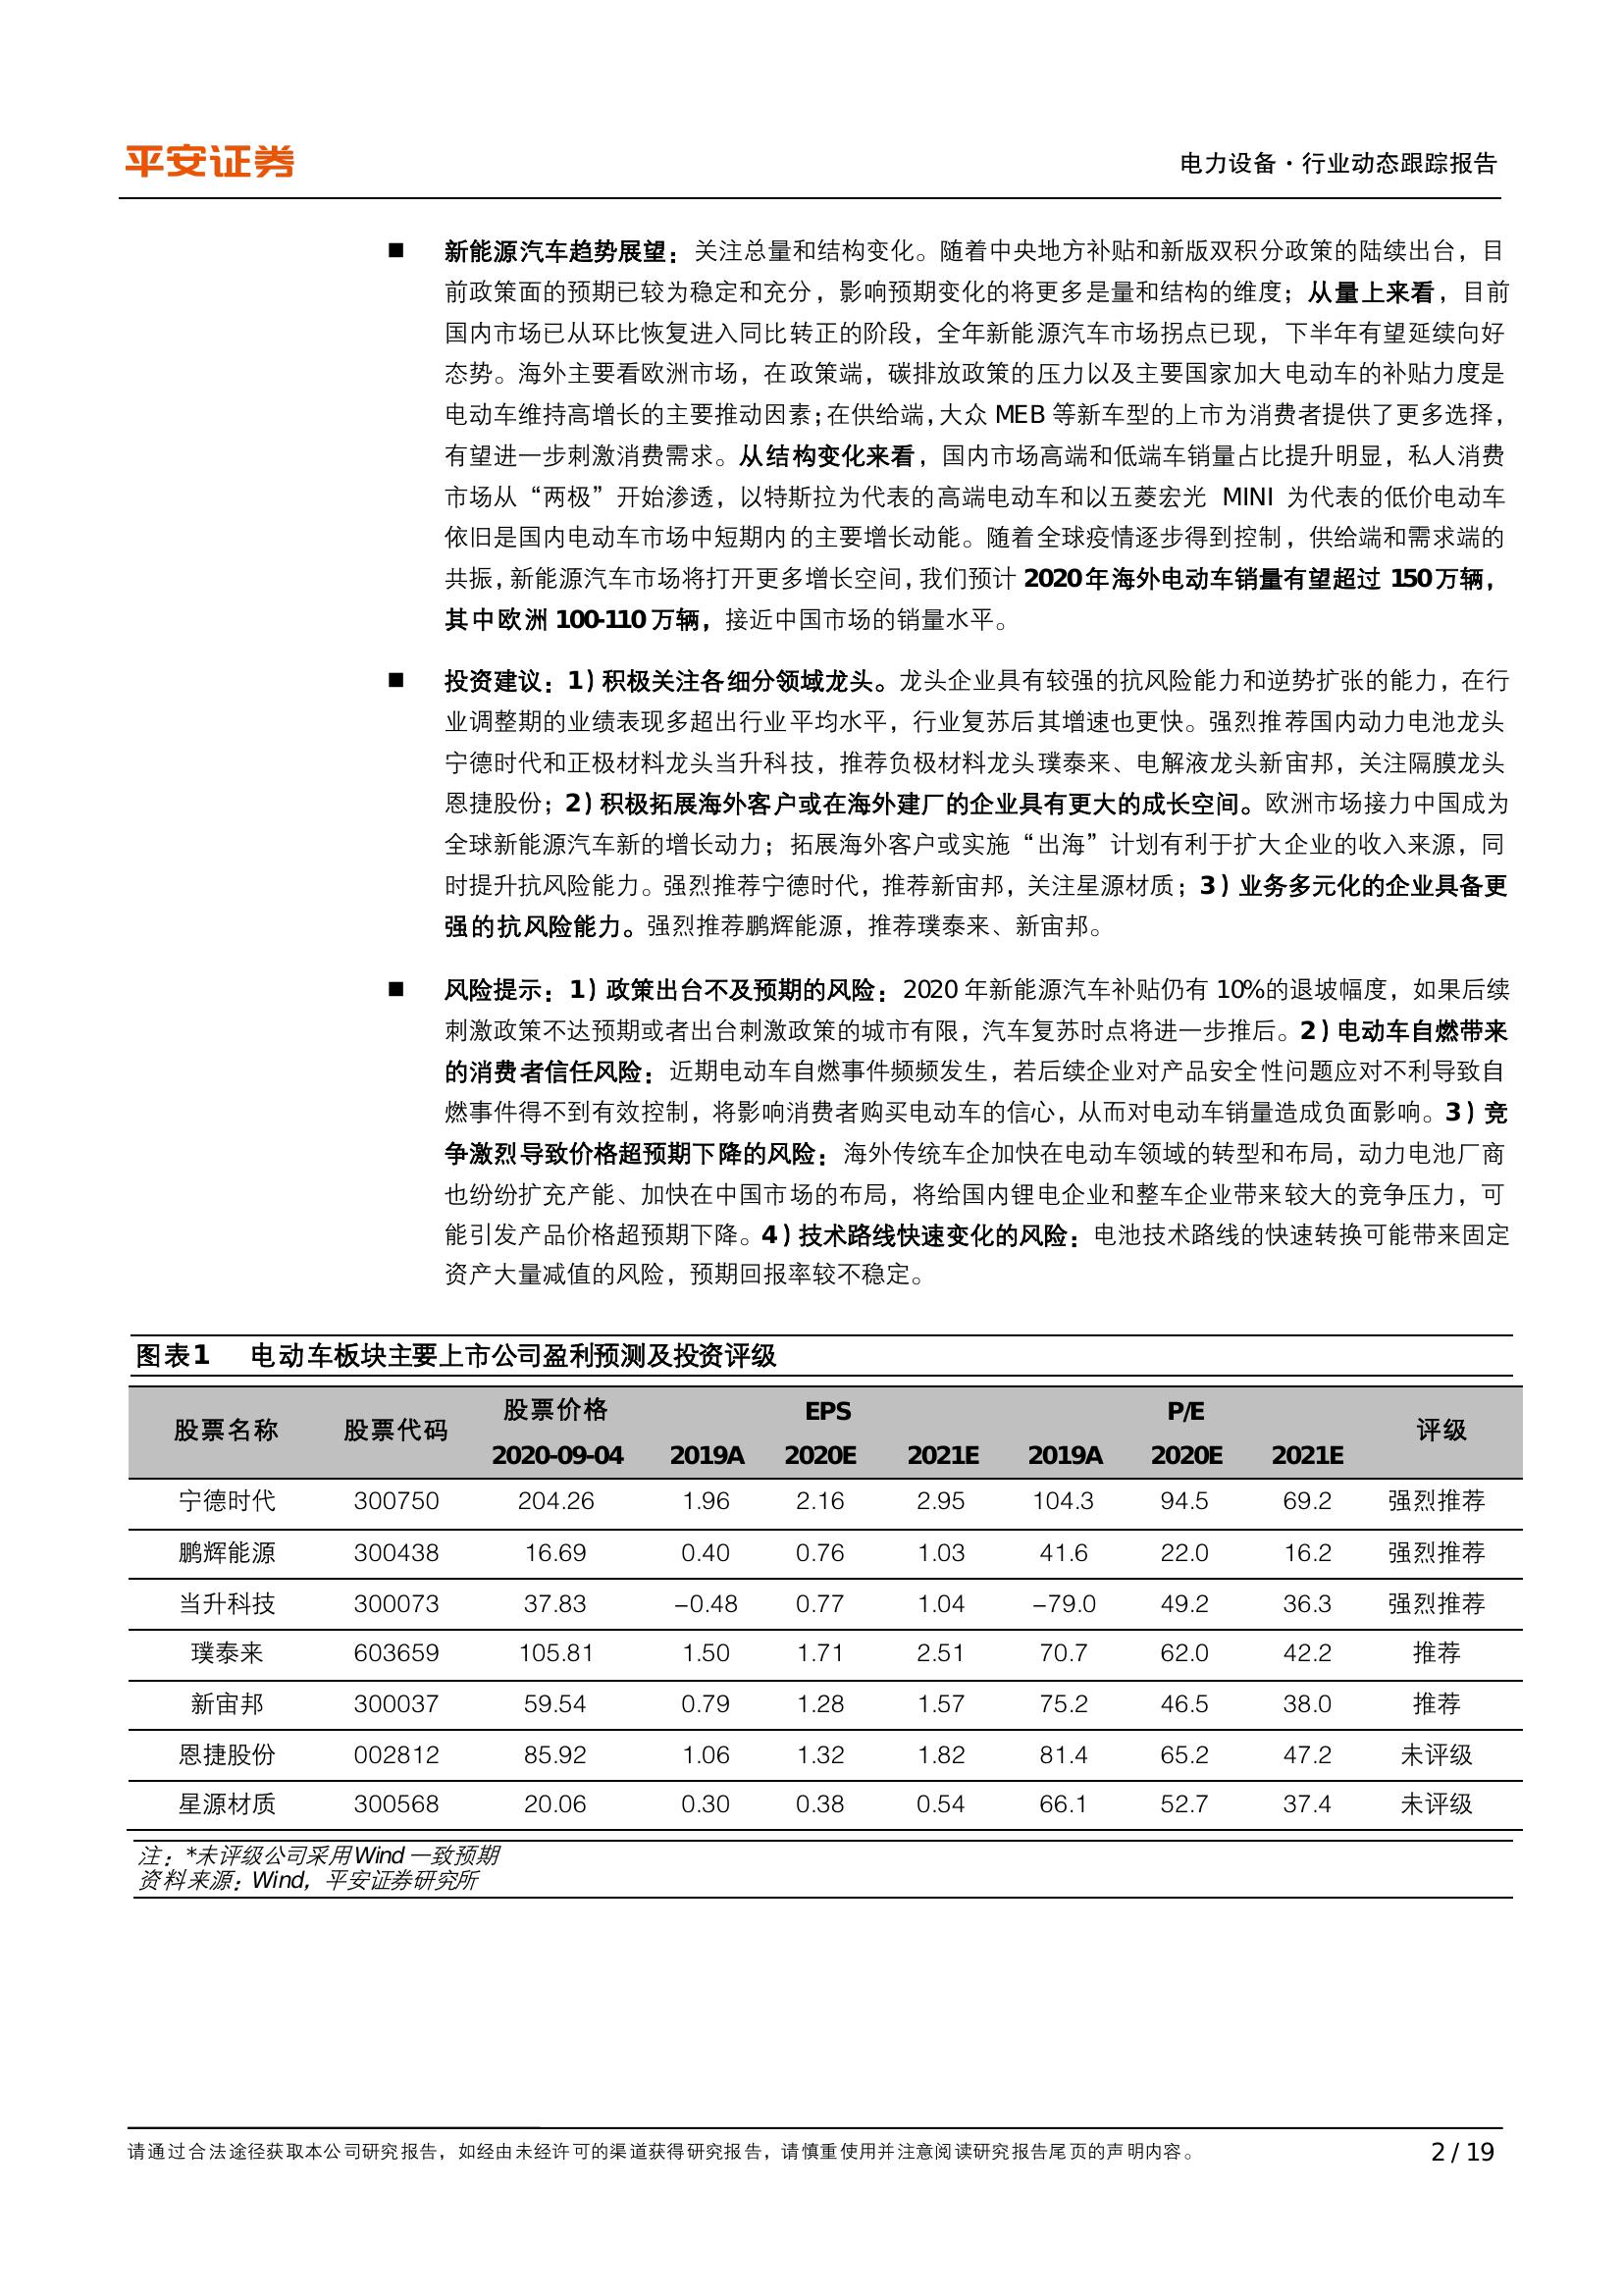 平安证券
电力设备·行业动态跟踪报告
■ 新能源汽车趋势展望：关注总量和结构变化。随着中央地方补贴和新版双积分政策的陆续出台，目
前政策面的预期已较为稳定和充分，影响预期变化的将更多是量和结构的维度；从量上来看，目前
国内市场已从环比恢复进入同比转正的阶段，全年新能源汽车市场拐点已现，下半年有望延续向好
态势。海外主要看欧洲市场，在政策端，碳排放政策的压力以及主要国家加大电动车的补贴力度是
电动车维持高增长的主要推动因素；在供给端，大众 MEB 等新车型的上市为消费者提供了更多选择，
有望进一步刺激消费需求。从结构变化来看，国内市场高端和低端车销量占比提升明显，私人消费
市场从“两极”开始渗透，以特斯拉为代表的高端电动车和以五菱宏光 MINI 为代表的低价电动车
依旧是国内电动车市场中短期内的主要增长动能。随着全球疫情逐步得到控制，供给端和需求端的
共振，新能源汽车市场将打开更多增长空间，我们预计 2020 年海外电动车销量有望超过 150 万辆，
其中欧洲 100-110 万辆，接近中国市场的销量水平。
■ 投资建议：1）积极关注各细分领域龙头。龙头企业具有较强的抗风险能力和逆势扩张的能力，在行
业调整期的业绩表现多超出行业平均水平，行业复苏后其增速也更快。强烈推荐国内动力电池龙头
宁德时代和正极材料龙头当升科技，推荐负极材料龙头璞泰来、电解液龙头新宙邦，关注隔膜龙头
恩捷股份；2）积极拓展海外客户或在海外建厂的企业具有更大的成长空间。欧洲市场接力中国成为
全球新能源汽车新的增长动力；拓展海外客户或实施“出海”计划有利于扩大企业的收入来源，同
时提升抗风险能力。强烈推荐宁德时代，推荐新宙邦，关注星源材质；3）业务多元化的企业具备更
强的抗风险能力。强烈推荐鹏辉能源，推荐璞泰来、新宙邦。
■ 风险提示：1）政策出台不及预期的风险：2020 年新能源汽车补贴仍有 10%的退坡幅度，如果后续
刺激政策不达预期或者出台刺激政策的城市有限，汽车复苏时点将进一步推后。2）电动车自燃带来
的消费者信任风险：近期电动车自燃事件频频发生，若后续企业对产品安全性问题应对不利导致自
燃事件得不到有效控制，将影响消费者购买电动车的信心，从而对电动车销量造成负面影响。3）竞
争激烈导致价格超预期下降的风险：海外传统车企加快在电动车领域的转型和布局，动力电池厂商
也纷纷扩充产能、加快在中国市场的布局，将给国内锂电企业和整车企业带来较大的竞争压力，可
能引发产品价格超预期下降。4）技术路线快速变化的风险：电池技术路线的快速转换可能带来固定
资产大量减值的风险，预期回报率较不稳定。
图表1 电动车板块主要上市公司盈利预测及投资评级
股票名称 股票代码 股票价格 EPS P/E 评级
2020-09-04 2019A 2020E 2021E 2019A 2020E 2021E
宁德时代 300750 204.26 1.96 2.16 2.95 104.3 94.5 69.2 强烈推荐
鹏辉能源 300438 16.69 0.40 0.76 1.03 41.6 22.0 16.2 强烈推荐
当升科技 300073 37.83 -0.48 0.77 1.04 -79.0 49.2 36.3 强烈推荐
璞泰来 603659 105.81 1.50 1.71 2.51 70.7 62.0 42.2 推荐
新宙邦 300037 59.54 0.79 1.28 1.57 75.2 46.5 38.0 推荐
恩捷股份 002812 85.92 1.06 1.32 1.82 81.4 65.2 47.2 未评级
星源材质 300568 20.06 0.30 0.38 0.54 66.1 52.7 37.4 未评级
注：*未评级公司采用Wind一致预期
资料来源：Wind，平安证券研究所
请通过合法途径获取本公司研究报告，如经由未经许可的渠道获得研究报告，请慎重使用并注意阅读研究报告尾页的声明内容。
2 / 19